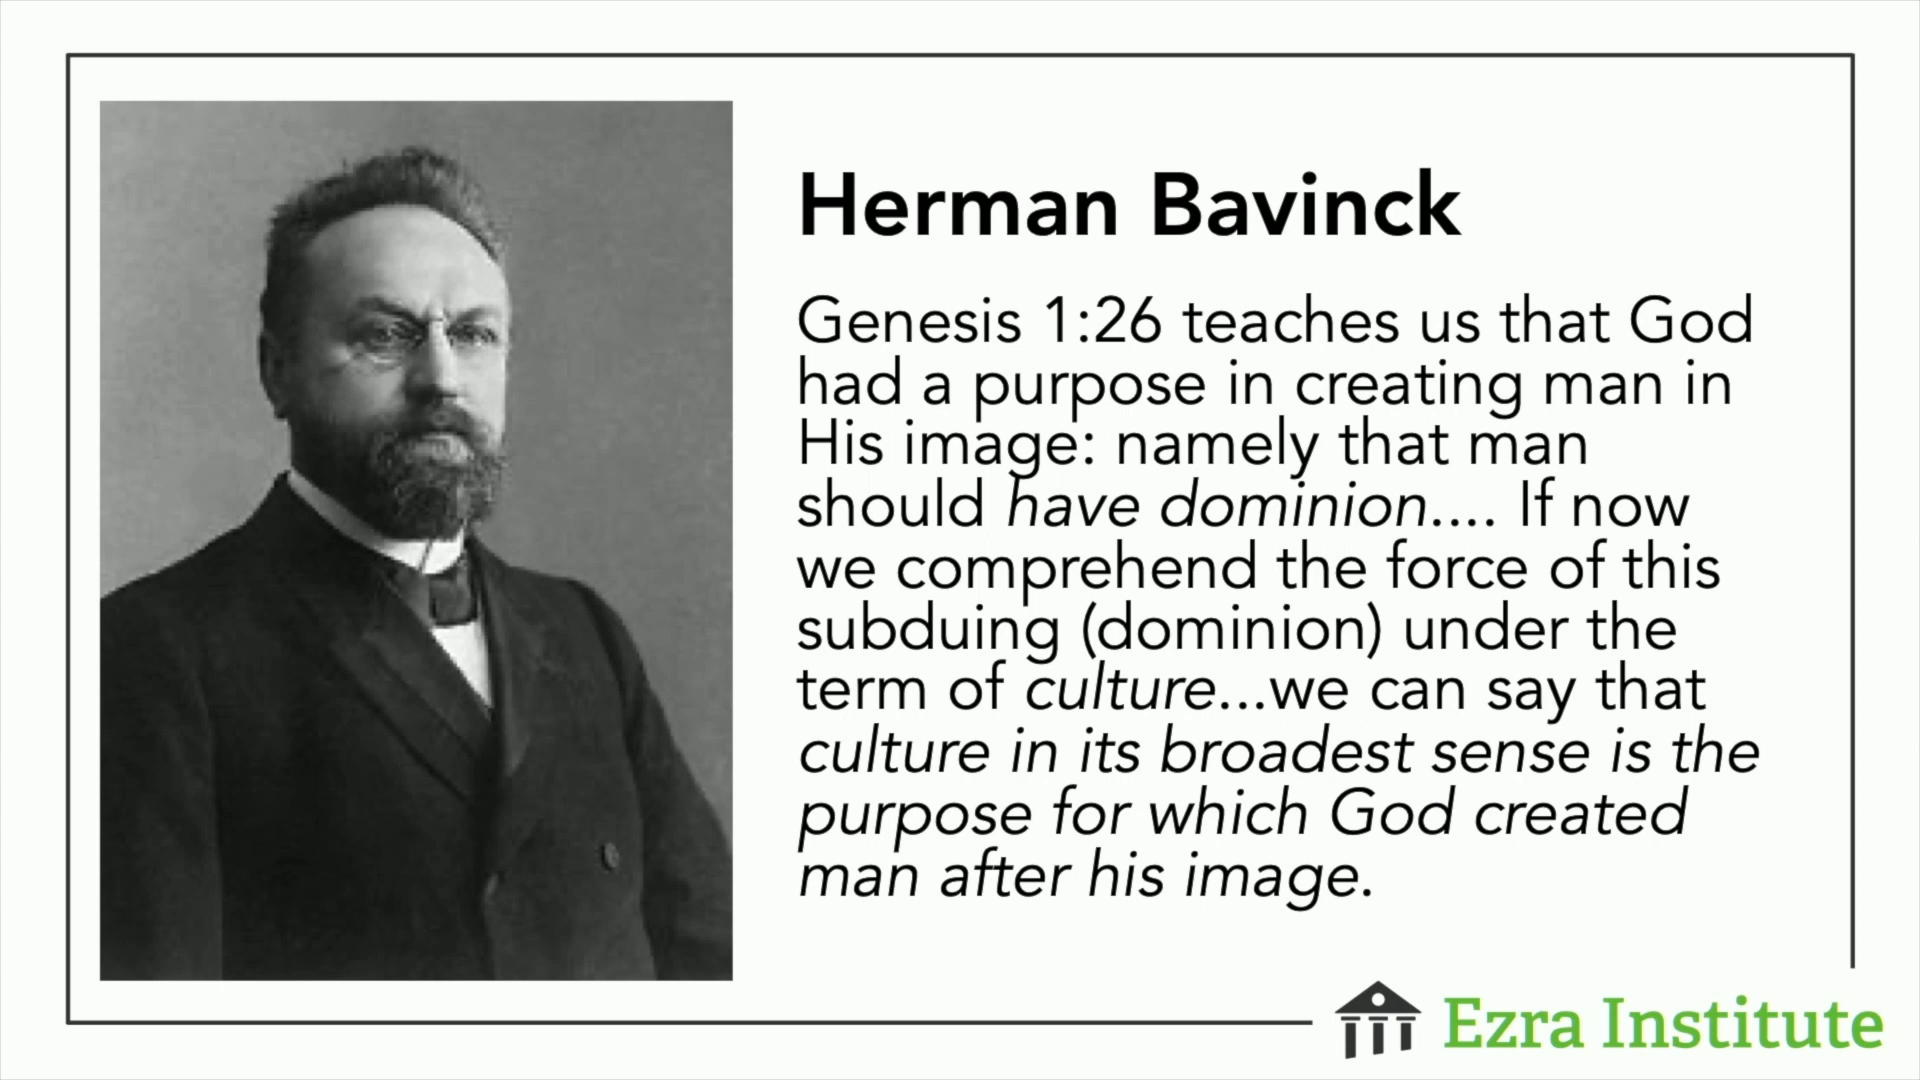 Herman Bavinck
Genesis 1:26 teaches us that God
had a purpose in creating man in
His image: namely that man
should have dominion.... If now
we comprehend the force of this
subduing (dominion) under the
term of culture...we can say that
culture in its broadest sense is the
purpose for which God created
man after his image.
Ezra Institute